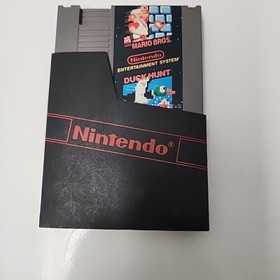 MARIO BROS.
Nintendo
ENTERTAINMENT SYSTEM
DUCK HUNT
Nintendo®